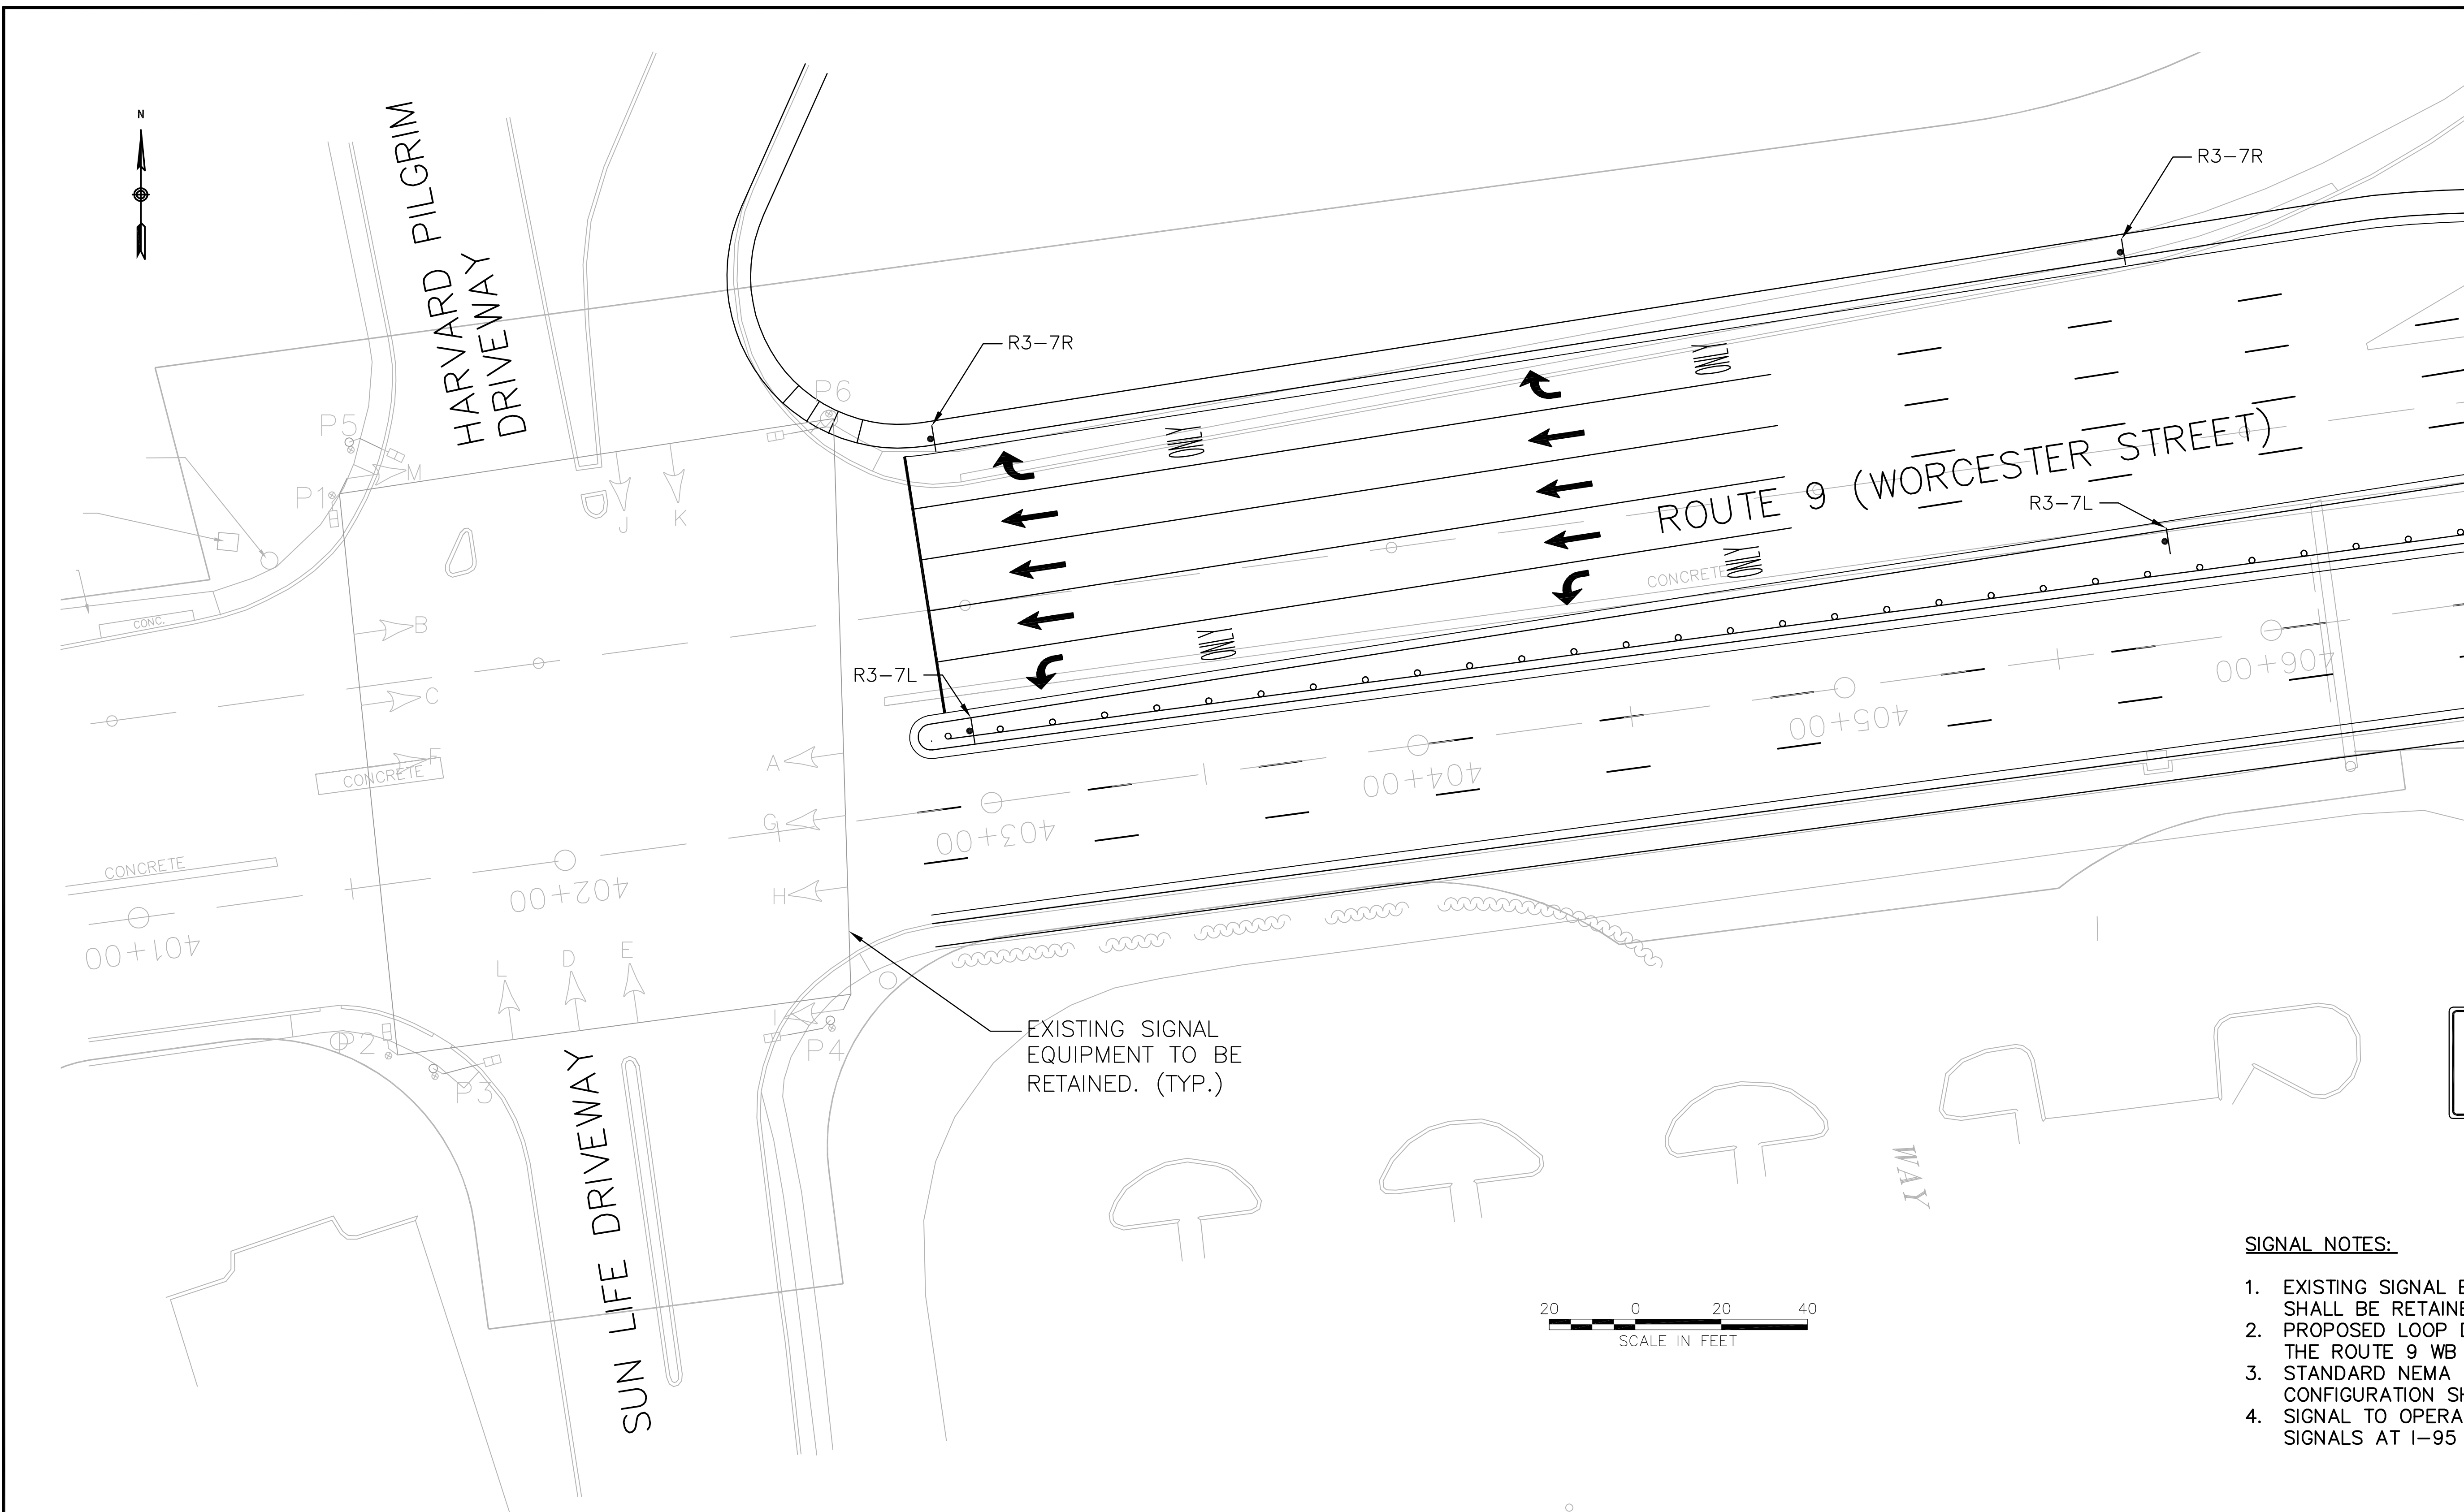 N
HARVARD PILGRIM
DRIVEWAY
R3-7R
R3-7R
P6
P5
M
P1
J
K
D
ONLY
ONLY
ROUTE 9 (WORCESTER STREET)
R3-7L
CONC.
B
C
F
CONCRETE
CONCRETE
ONLY
ONLY
R3-7L
A
G
H
406+00
405+00
404+00
403+00
402+00
401+00
CONCRETE
L
D
E
I
P2
P3
P4
EXISTING SIGNAL
EQUIPMENT TO BE
RETAINED. (TYP.)
SUN LIFE DRIVEWAY
WAY
20 0 20 40
SCALE IN FEET
SIGNAL NOTES:
1. EXISTING SIGNAL
SHALL BE
2. PROPOSED LOOP
THE ROUTE 9 WB
3. STANDARD NEMA
CONFIGURATION
4. SIGNAL TO
SIGNALS AT I-95